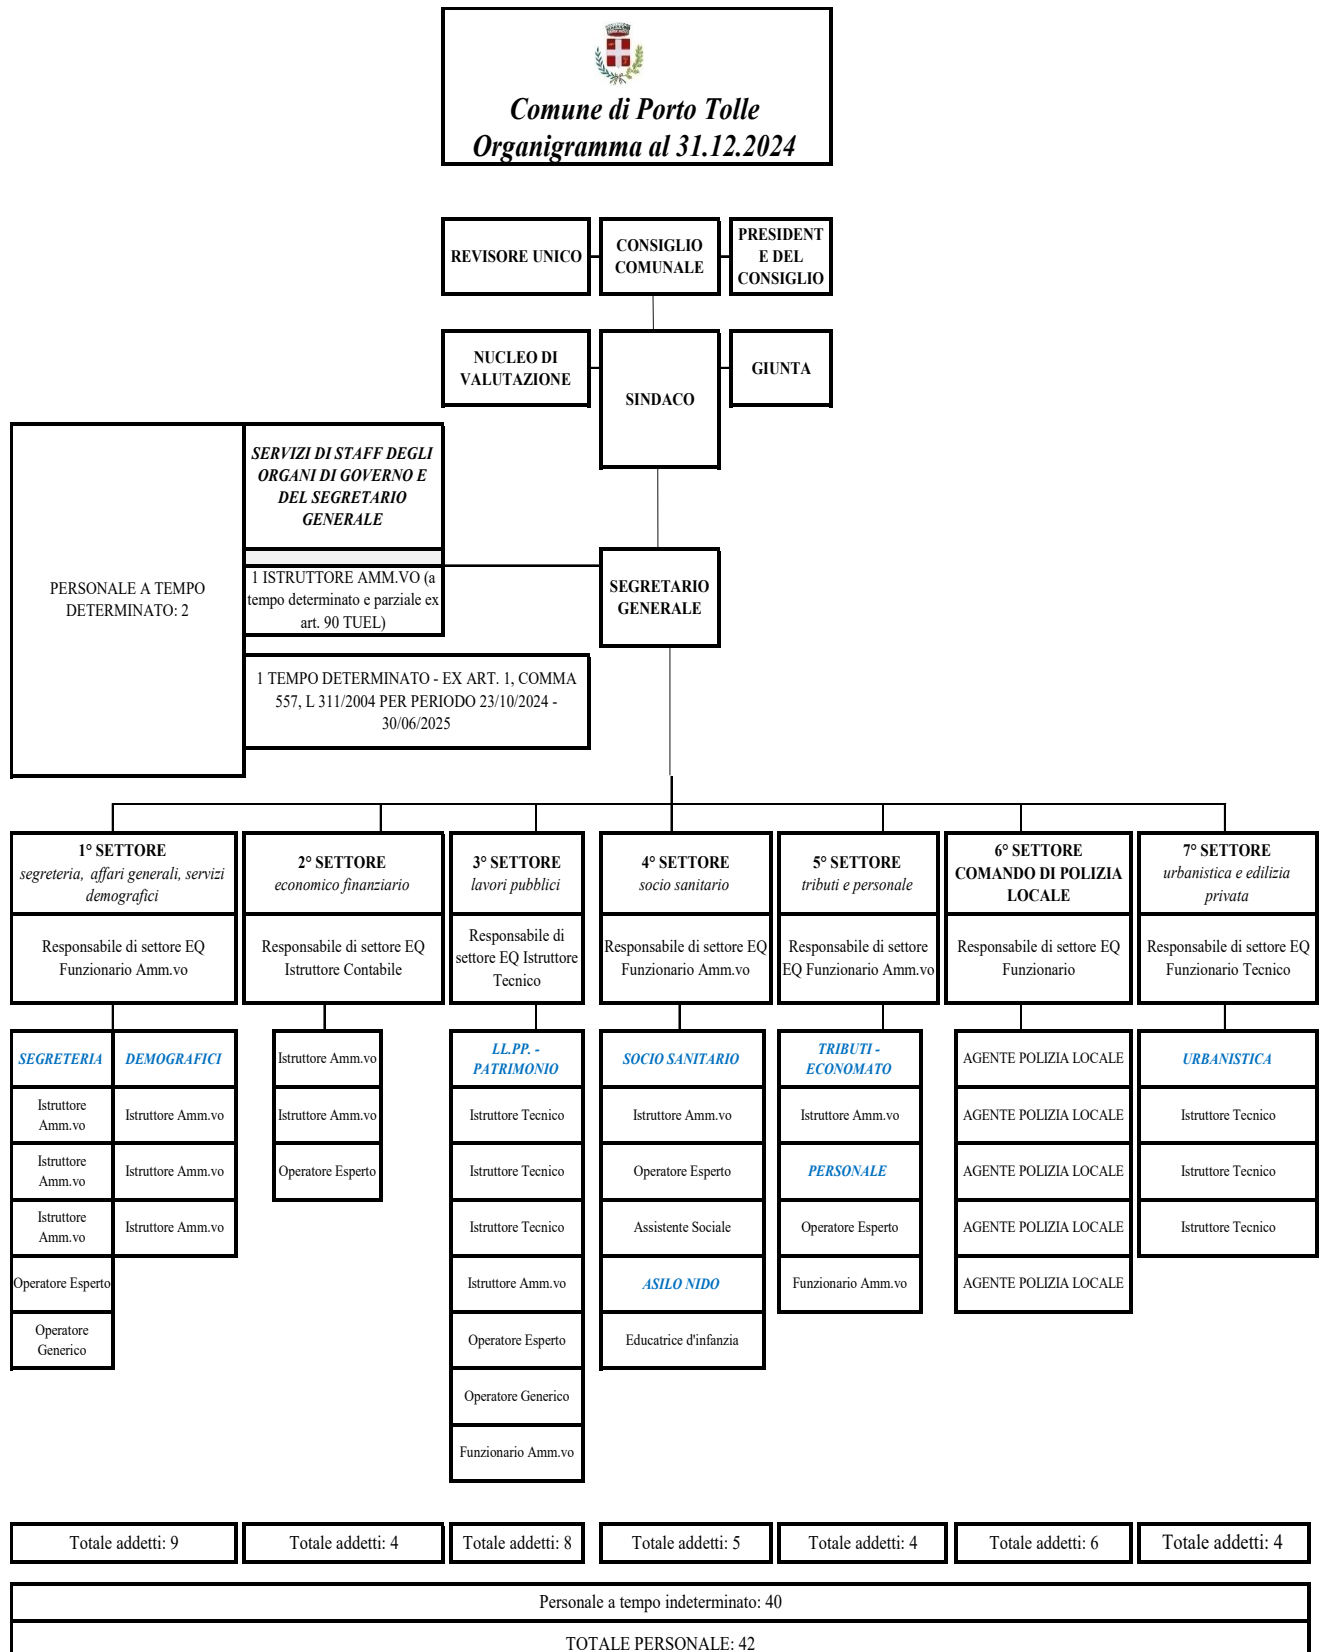 Comune di Porto Tolle
Organigramma al 31.12.2024
REVISORE UNICO
CONSIGLIO
COMUNALE
PRESIDENT
E DEL
CONSIGLIO
NUCLEO DI
VALUTAZIONE
SINDACO
GIUNTA
PERSONALE A TEMPO
DETERMINATO: 2
SERVIZI DI STAFF DEGLI
ORGANI DI GOVERNO E
DEL SEGRETARIO
GENERALE
1 ISTRUTTORE AMM.VO (a
tempo determinato e parziale ex
art. 90 TUEL)
SEGRETARIO
GENERALE
1 TEMPO DETERMINATO - EX ART. 1, COMMA
557, L 311/2004 PER PERIODO 23/10/2024 -
30/06/2025
1° SETTORE
segreteria, affari generali, servizi
demografici
Responsabile di settore EQ
Funzionario Amm.vo
SEGRETERIA
Istruttore
Amm.vo
Istruttore
Amm.vo
Istruttore
Amm.vo
Operatore Esperto
Operatore
Generico
DEMOGRAFICI
Istruttore Amm.vo
Istruttore Amm.vo
Istruttore Amm.vo
2° SETTORE
economico finanziario
Responsabile di settore EQ
Istruttore Contabile
Istruttore Amm.vo
Istruttore Amm.vo
Operatore Esperto
3° SETTORE
lavori pubblici
Responsabile di
settore EQ Istruttore
Tecnico
LL.PP. -
PATRIMONIO
Istruttore Tecnico
Istruttore Tecnico
Istruttore Tecnico
Istruttore Amm.vo
Operatore Esperto
Operatore Generico
Funzionario Amm.vo
4° SETTORE
socio sanitario
Responsabile di settore EQ
Funzionario Amm.vo
SOCIO SANITARIO
Istruttore Amm.vo
Operatore Esperto
Assistente Sociale
ASILO NIDO
Educatrice d'infanzia
5° SETTORE
tributi e personale
Responsabile di settore
EQ Funzionario Amm.vo
TRIBUTI -
ECONOMATO
Istruttore Amm.vo
PERSONALE
Operatore Esperto
Funzionario Amm.vo
6° SETTORE
COMANDO DI POLIZIA
LOCALE
Responsabile di settore EQ
Funzionario
AGENTE POLIZIA LOCALE
AGENTE POLIZIA LOCALE
AGENTE POLIZIA LOCALE
AGENTE POLIZIA LOCALE
AGENTE POLIZIA LOCALE
7° SETTORE
urbanistica e edilizia
privata
Responsabile di settore EQ
Funzionario Tecnico
URBANISTICA
Istruttore Tecnico
Istruttore Tecnico
Istruttore Tecnico
Totale addetti: 9
Totale addetti: 4
Totale addetti: 8
Totale addetti: 5
Totale addetti: 4
Totale addetti: 6
Totale addetti: 4
Personale a tempo indeterminato: 40
TOTALE PERSONALE: 42